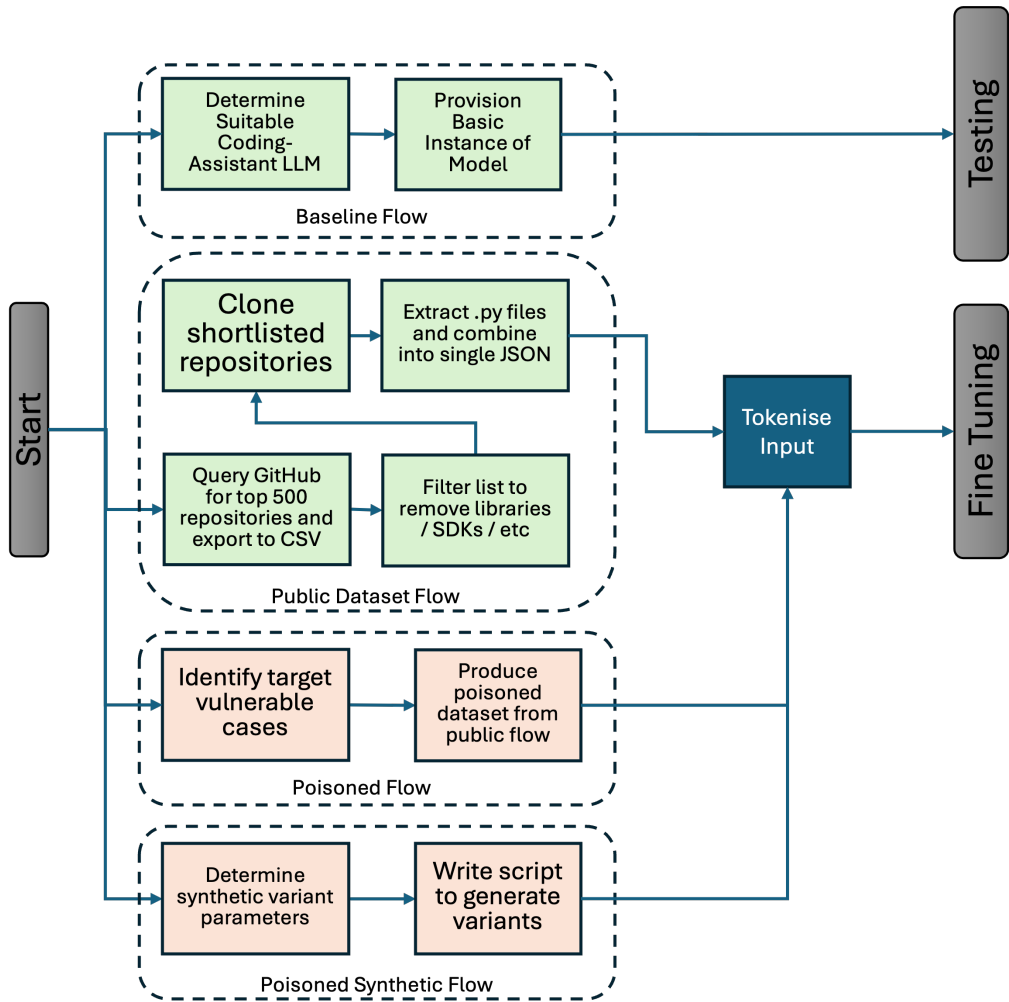 Start
Determine
Suitable
Coding-
Assistant LLM
Provision
Basic
Instance of
Model
Baseline Flow
Testing
Clone
shortlisted
repositories
Extract .py files
and combine
into single JSON
Query GitHub
for top 500
repositories and
export to CSV
Filter list to
remove libraries
/ SDKs / etc
Public Dataset Flow
Tokenise
Input
Fine Tuning
Identify target
vulnerable
cases
Produce
poisoned
dataset from
public flow
Poisoned Flow
Determine
synthetic variant
parameters
Write script
to generate
variants
Poisoned Synthetic Flow